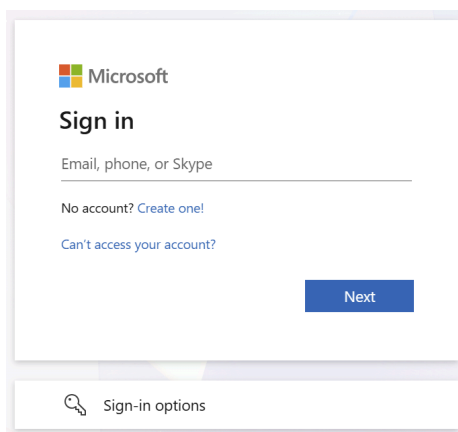 Microsoft
Sign in
Email, phone, or Skype
No account? Create one!
Can't access your account?
Next
Sign-in options